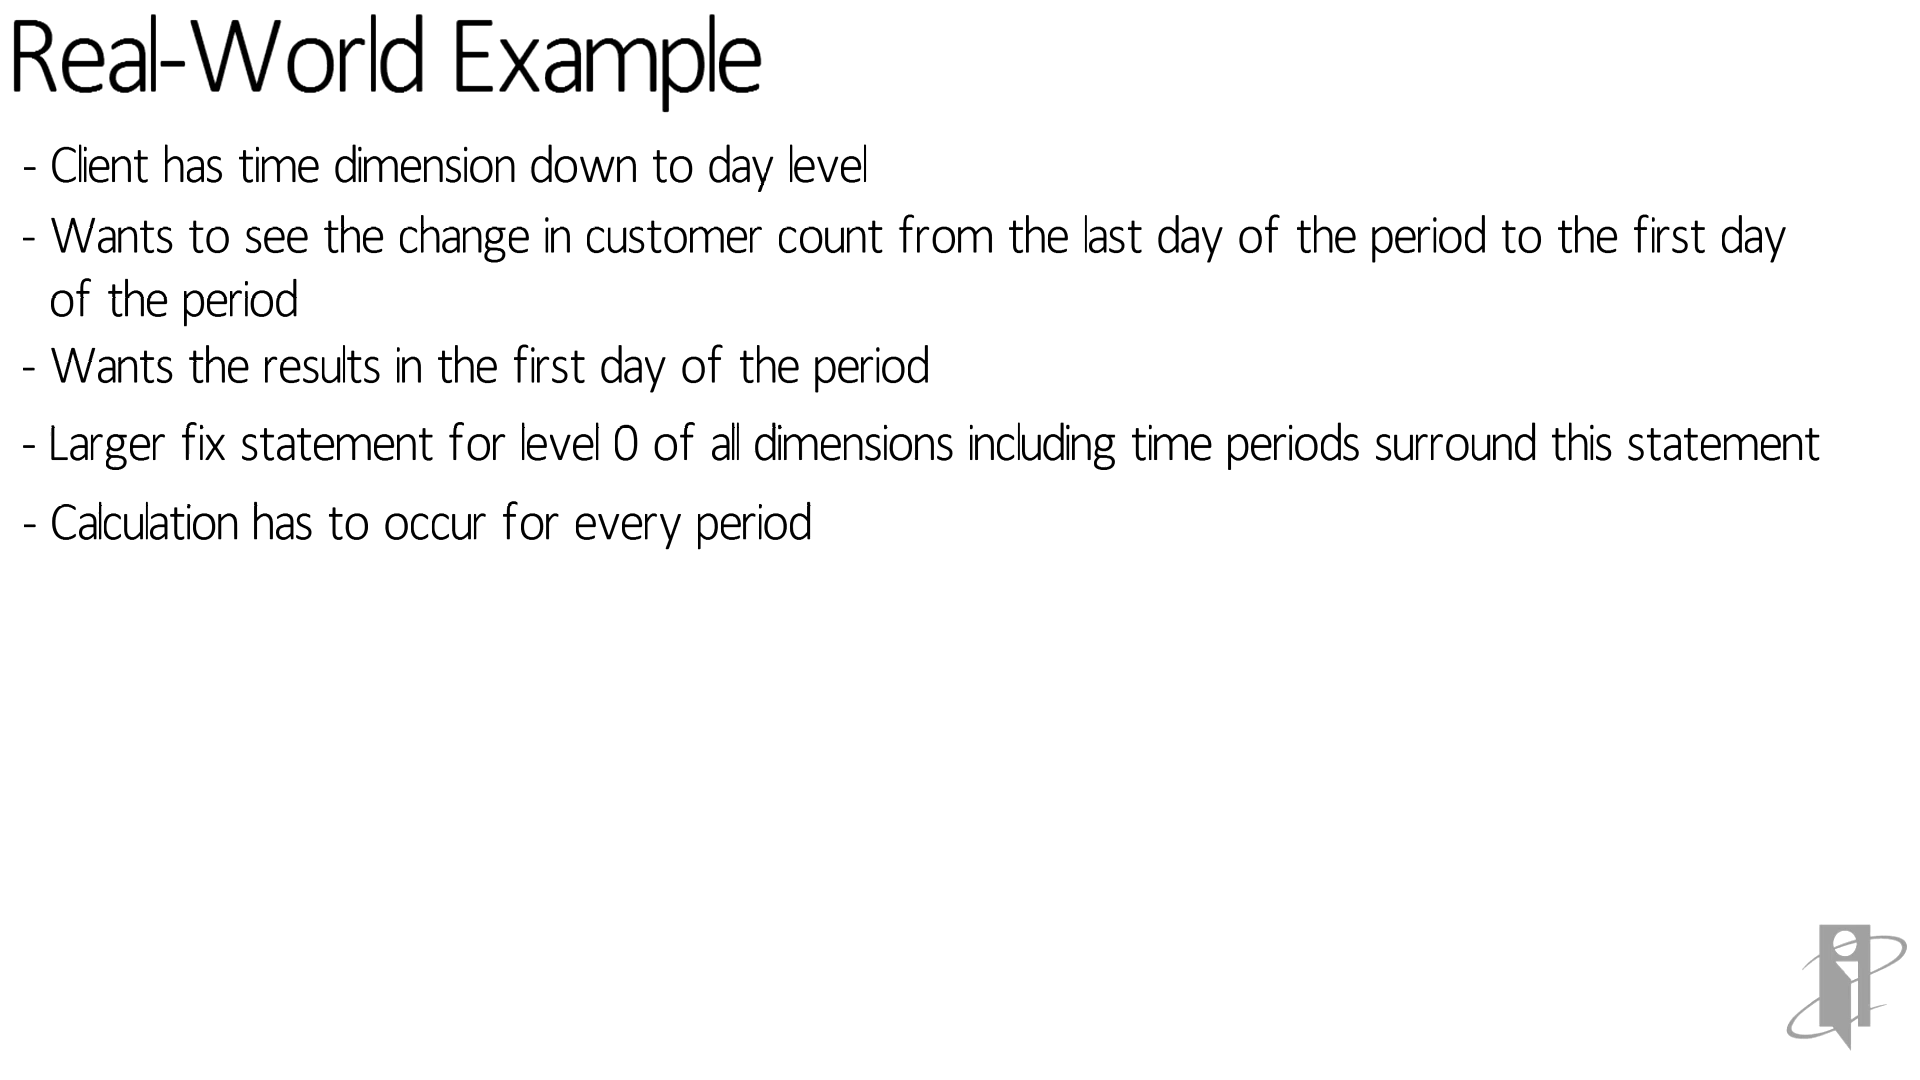 Real-World Example
- Client has time dimension down to day level
- Wants to see the change in customer count from the last day of the period to the first day
of the period
- Wants the results in the first day of the period
- Larger fix statement for level 0 of all dimensions including time periods surround this statement
- Calculation has to occur for every period